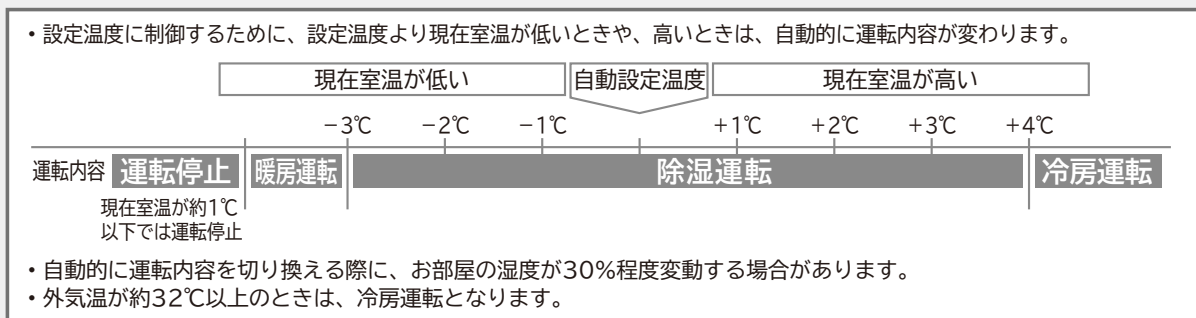 ・設定温度に制御するために、設定温度より現在室温が低いときや、高いときは、自動的に運転内容が変わります。
現在室温が低い 自動設定温度 現在室温が高い
−3℃ −2℃ −1℃ +1℃ +2℃ +3℃ +4℃
運転内容 運転停止 暖房運転 除湿運転 冷房運転
現在室温が約1℃
以下では運転停止
・自動的に運転内容を切り換える際に、お部屋の湿度が30%程度変動する場合があります。
・外気温が約32℃以上のときは、冷房運転となります。